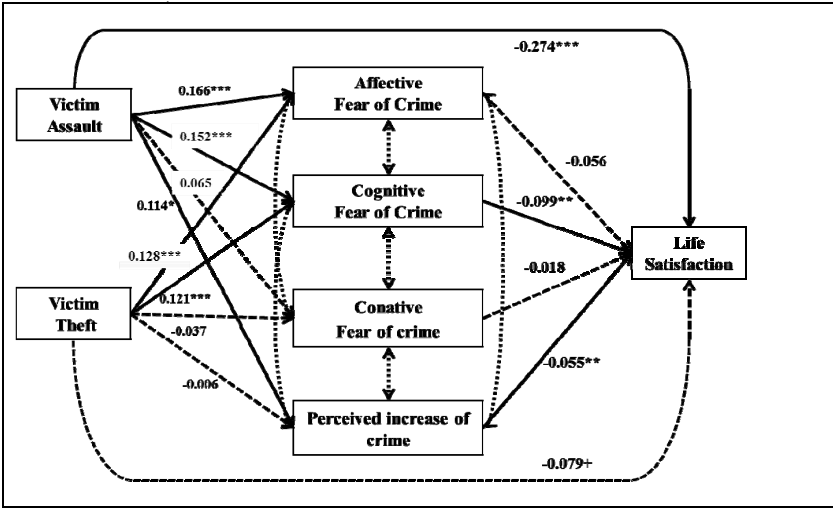 -0.274***
Victim
Assault
0.166***
Affective
Fear of Crime
0.152***
-0.056
0.065
0.114*
Cognitive
Fear of Crime
-0.099**
Life
Satisfaction
0.128***
-0.018
Victim
Theft
0.121***
-0.037
Conative
Fear of crime
-0.006
-0.055**
Perceived increase of
crime
-0.079+